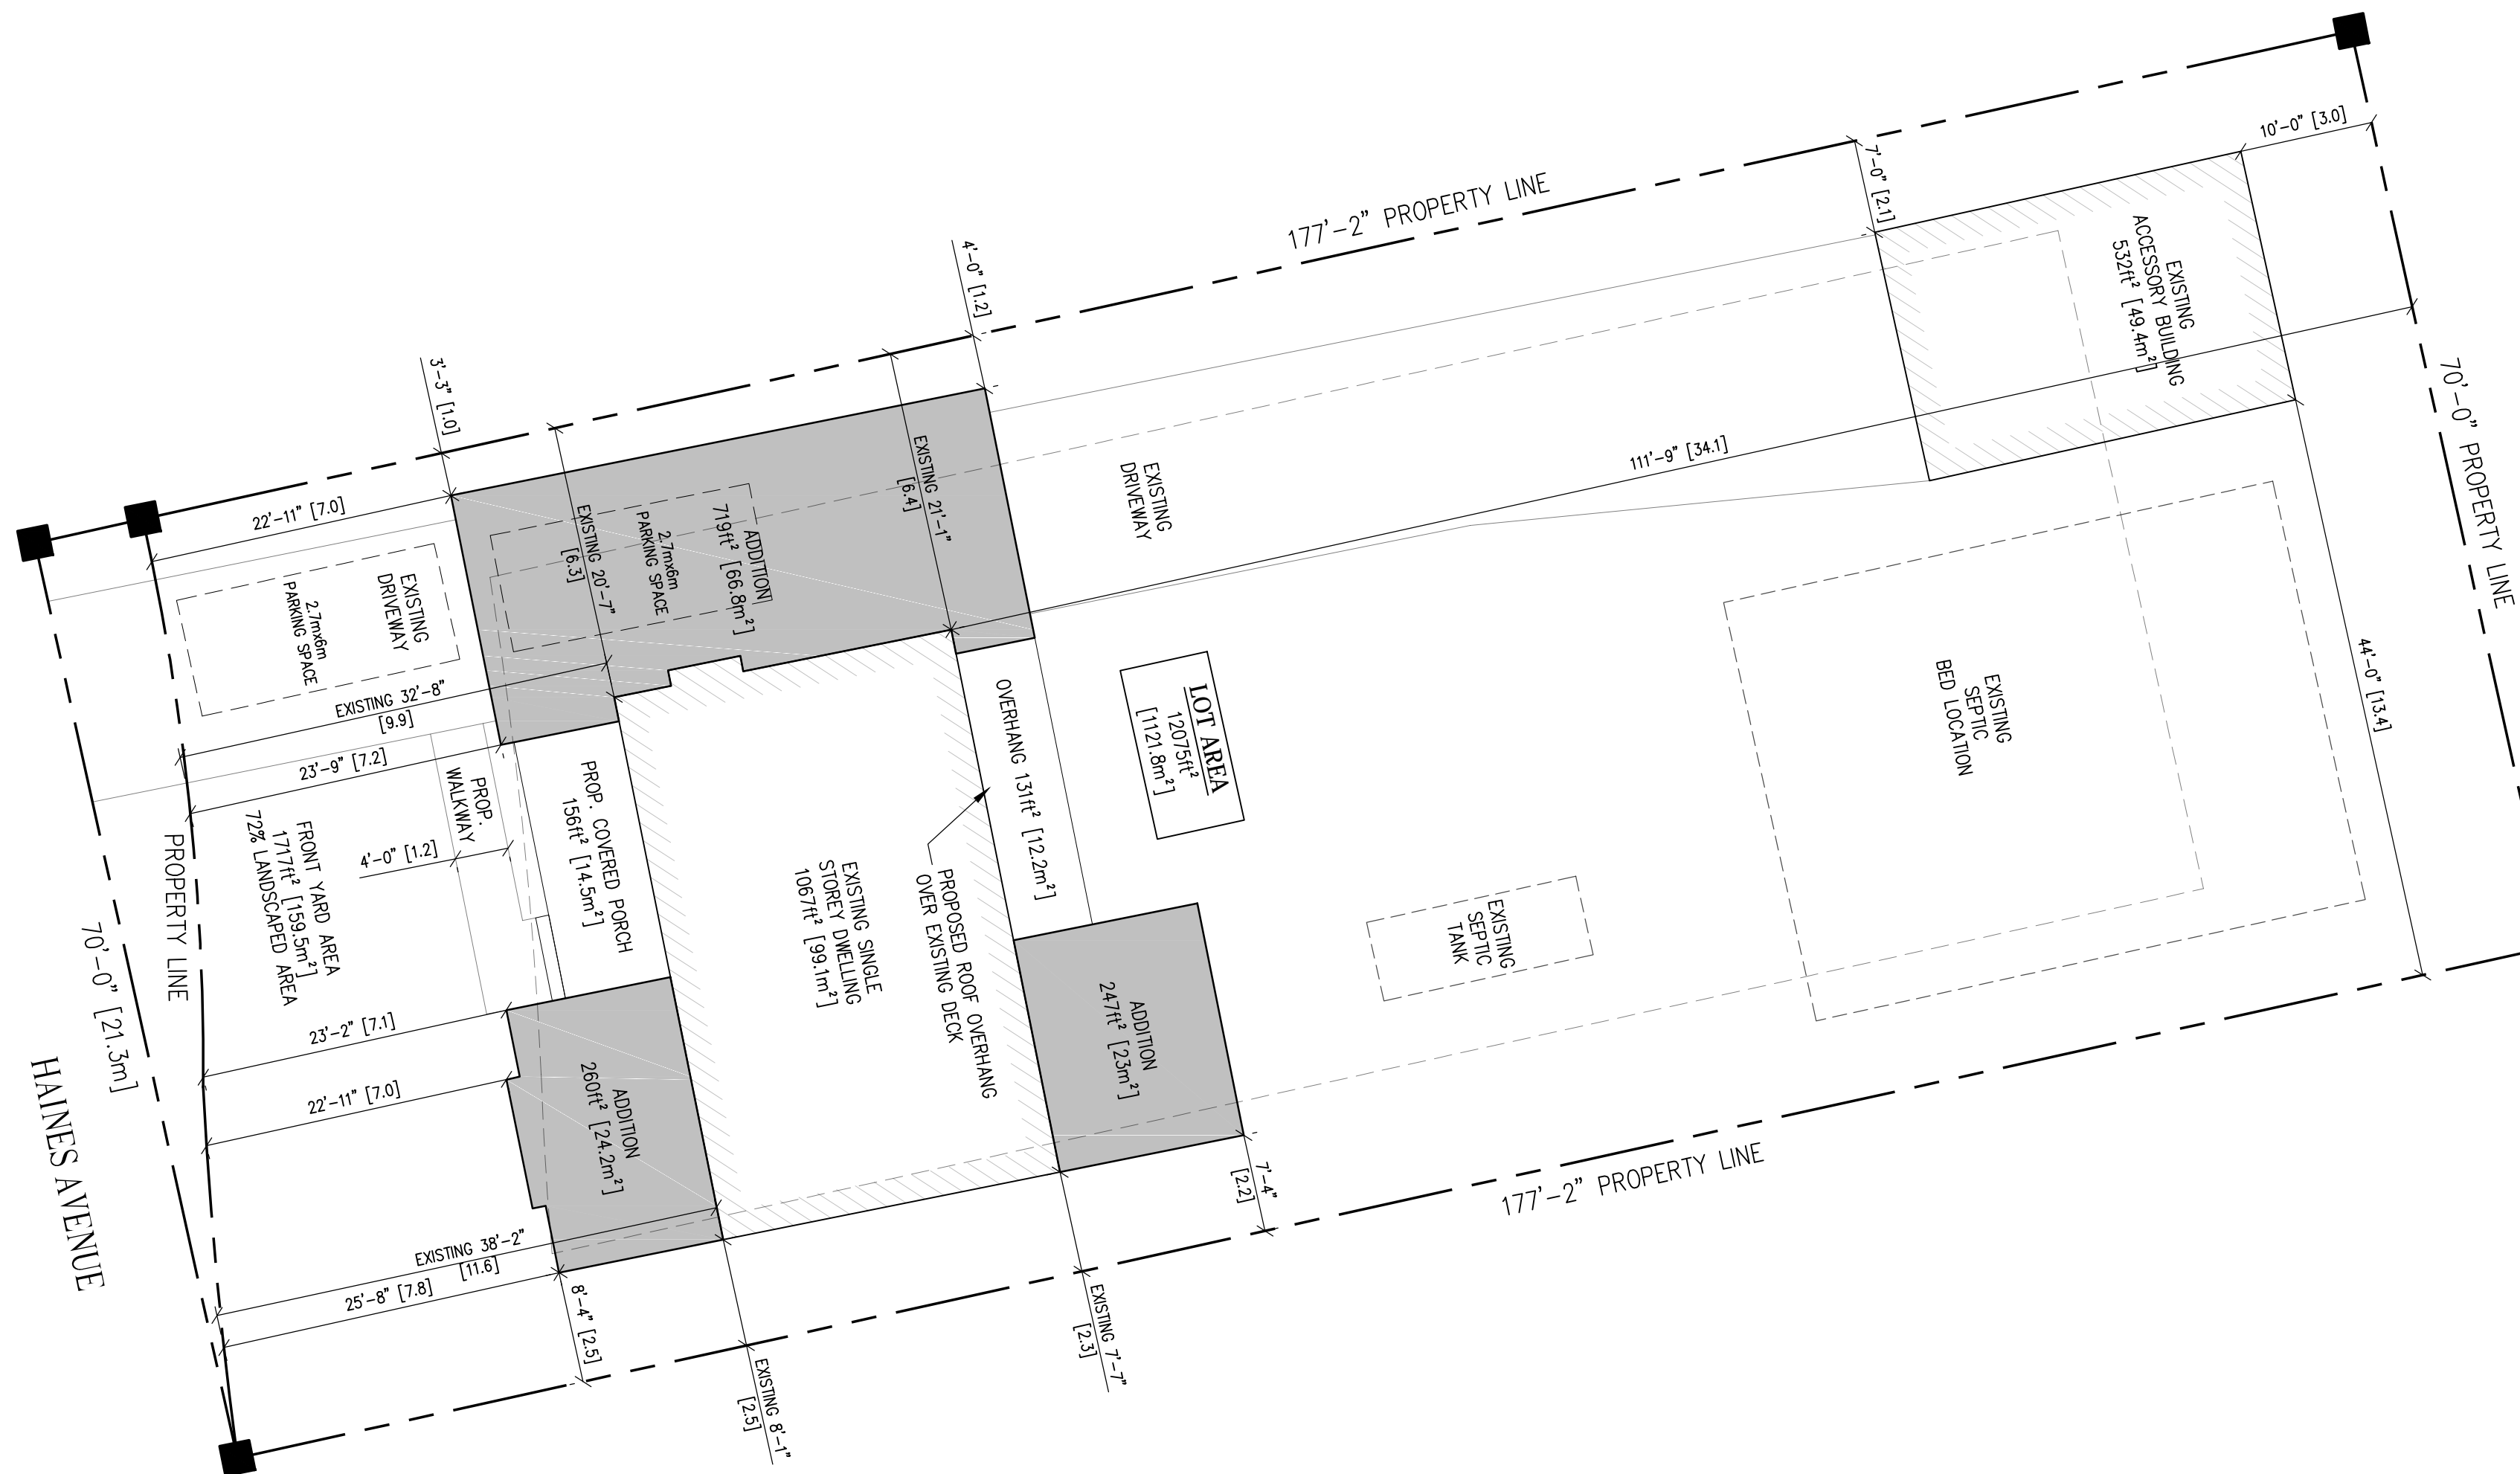 10'-0" [3.0]
7'-0" [2.1]
177'-2" PROPERTY LINE
EXISTING
ACCESSORY BUILDING
532ft² [49.4m²]
4'-0" [1.2]
3'-3" [1.0]
70'-0" PROPERTY LINE
111'-9" [34.1]
EXISTING 21'-1"
[6.4]
EXISTING
DRIVEWAY
22'-11" [7.0]
EXISTING 20'-7"
[6.3]
2.7mx6m
PARKING SPACE
ADDITION
719ft² [66.8m²]
EXISTING
DRIVEWAY
2.7mx6m
PARKING SPACE
EXISTING 32'-8"
[9.9]
23'-9" [7.2]
PROP.
WALKWAY
PROP. COVERED PORCH
156ft² [14.5m²]
OVERHANG 131ft² [12.2m²]
LOT AREA
12075ft²
[1121.8m²]
EXISTING
SEPTIC
BED LOCATION
44'-0" [13.4]
4'-0" [1.2]
PROPERTY LINE
FRONT YARD AREA
1717ft² [159.5m²]
72% LANDSCAPED AREA
EXISTING SINGLE
STOREY DWELLING
1067ft² [99.1m²]
PROPOSED ROOF OVERHANG
OVER EXISTING DECK
EXISTING
SEPTIC
TANK
70'-0" [21.3m]
23'-2" [7.1]
22'-11" [7.0]
ADDITION
260ft² [24.2m²]
ADDITION
247ft² [23m²]
HAINES AVENUE
7'-4"
[2.2]
177'-2" PROPERTY LINE
EXISTING 38'-2"
[11.6]
25'-8" [7.8]
8'-4" [2.5]
EXISTING 8'-1"
[2.5]
EXISTING 7'-7"
[2.3]